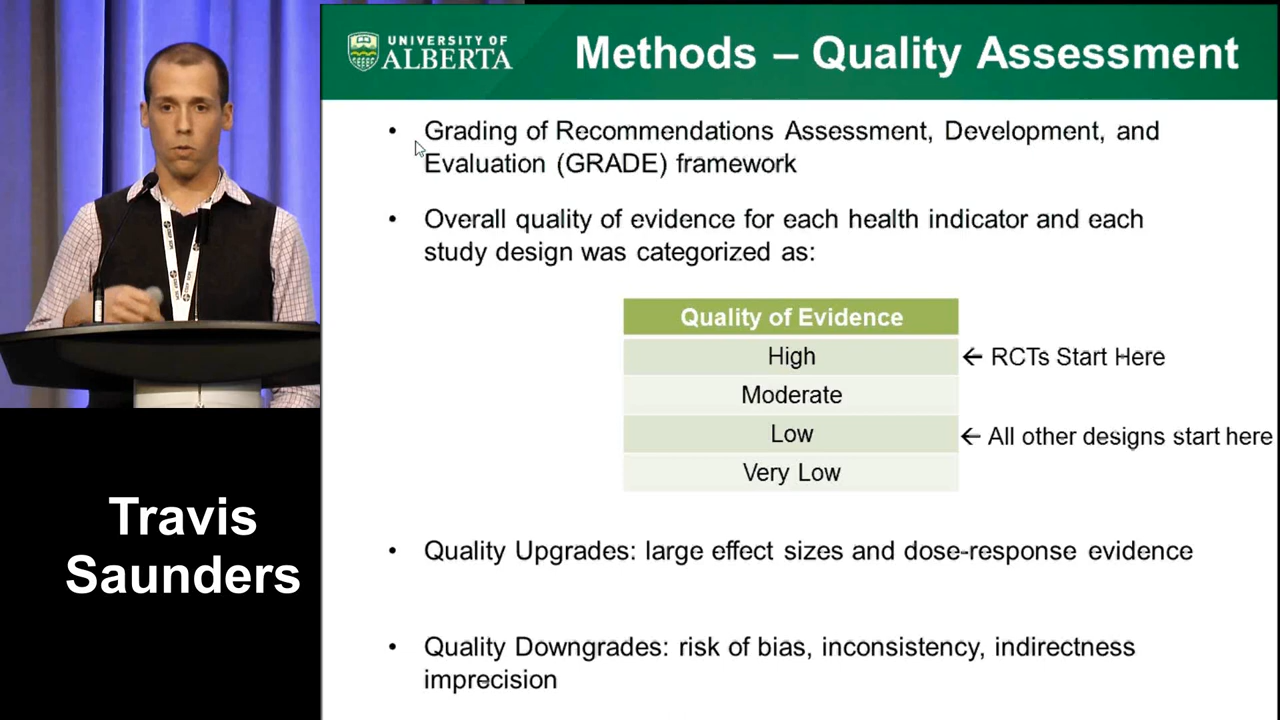 UNIVERSITY OF
ALBERTA
Methods – Quality Assessment
• Grading of Recommendations Assessment, Development, and
Evaluation (GRADE) framework
• Overall quality of evidence for each health indicator and each
study design was categorized as:
Quality of Evidence
High
← RCTs Start Here
Moderate
Low
← All other designs start here
Very Low
• Quality Upgrades: large effect sizes and dose-response evidence
• Quality Downgrades: risk of bias, inconsistency, indirectness
imprecision
Travis
Saunders